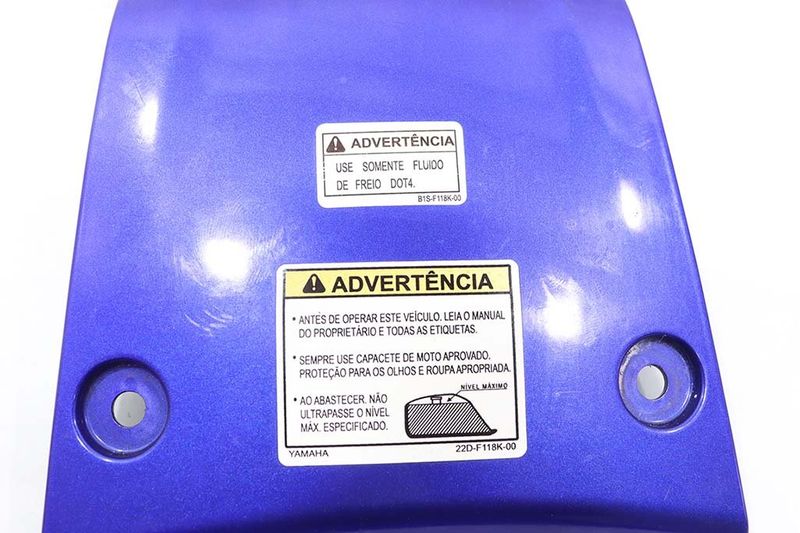 ADVERTÊNCIA
USE SOMENTE FLUIDO
DE FREIO DOT4.
B1S-F118K-00
ADVERTÊNCIA
• ANTES DE OPERAR ESTE VEÍCULO. LEIA O MANUAL
DO PROPRIETÁRIO E TODAS AS ETIQUETAS.
• SEMPRE USE CAPACETE DE MOTO APROVADO.
PROTEÇÃO PARA OS OLHOS E ROUPA APROPRIADA.
• AO ABASTECER. NÃO
ULTRAPASSE O NÍVEL
MÁX. ESPECIFICADO.
NÍVEL MÁXIMO
YAMAHA 22D-F118K-00